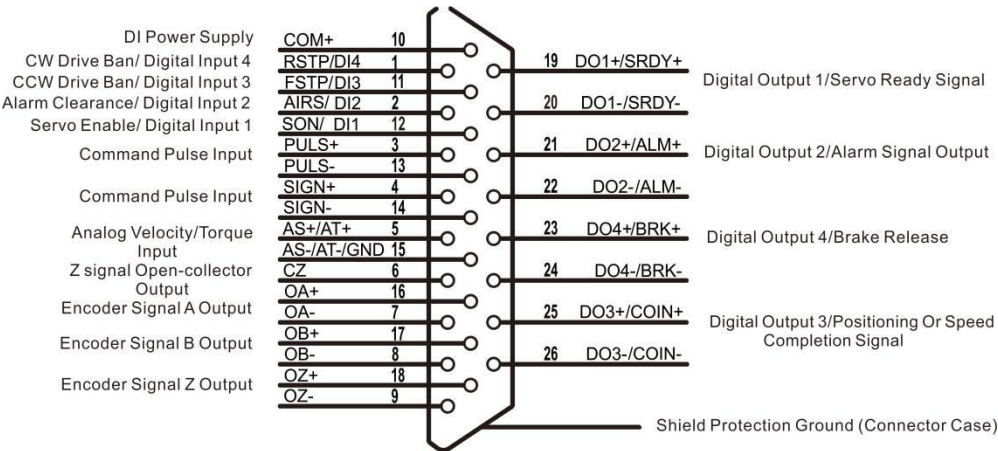 DI Power Supply COM+ 10
CW Drive Ban/ Digital Input 4 RSTP/DI4 1
CCW Drive Ban/ Digital Input 3 FSTP/DI3 11
Alarm Clearance/ Digital Input 2 AIRS/ DI2 2
Servo Enable/ Digital Input 1 SON/ DI1 12
Command Pulse Input
PULS+ 3
PULS- 13
Command Pulse Input
SIGN+ 4
SIGN- 14
Analog Velocity/Torque
Input
AS+/AT+ 5
AS-/AT-/GND 15
Z signal Open-collector
Output
CZ 6
Encoder Signal A Output
OA+ 16
OA- 7
Encoder Signal B Output
OB+ 17
OB- 8
Encoder Signal Z Output
OZ+ 18
OZ- 9
19 DO1+/SRDY+
Digital Output 1/Servo Ready Signal
20 DO1-/SRDY-
21 DO2+/ALM+
Digital Output 2/Alarm Signal Output
22 DO2-/ALM-
23 DO4+/BRK+
Digital Output 4/Brake Release
24 DO4-/BRK-
25 DO3+/COIN+
Digital Output 3/Positioning Or Speed
Completion Signal
26 DO3-/COIN-
Shield Protection Ground (Connector Case)